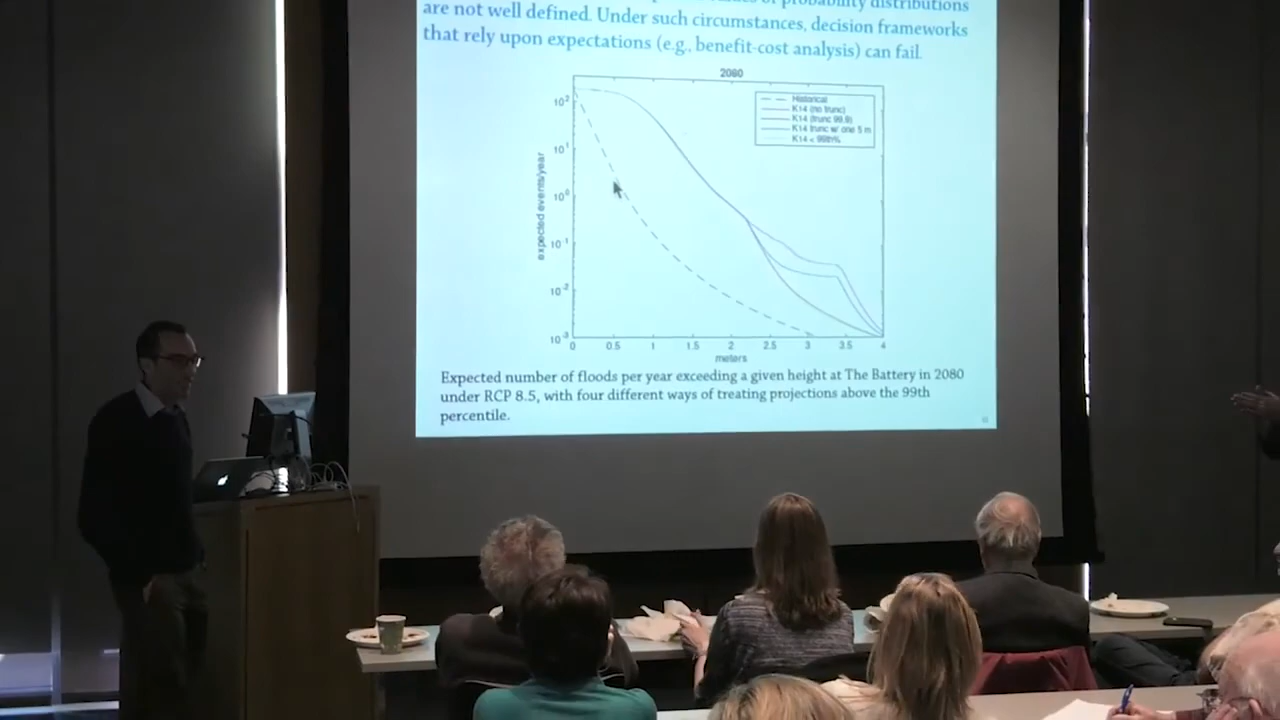 probability distributions
are not well defined. Under such circumstances, decision frameworks
that rely upon expectations (e.g., benefit-cost analysis) can fail.
2080
Historical
K14 (no trunc)
K14 (trunc 99.9)
K14 trunc w/ one 5 m
K14 < 99th%
expected events/year
10²
10¹
10⁰
10⁻¹
10⁻²
10⁻³
0 0.5 1 1.5 2 2.5 3 3.5 4
meters
Expected number of floods per year exceeding a given height at The Battery in 2080
under RCP 8.5, with four different ways of treating projections above the 99th
percentile.